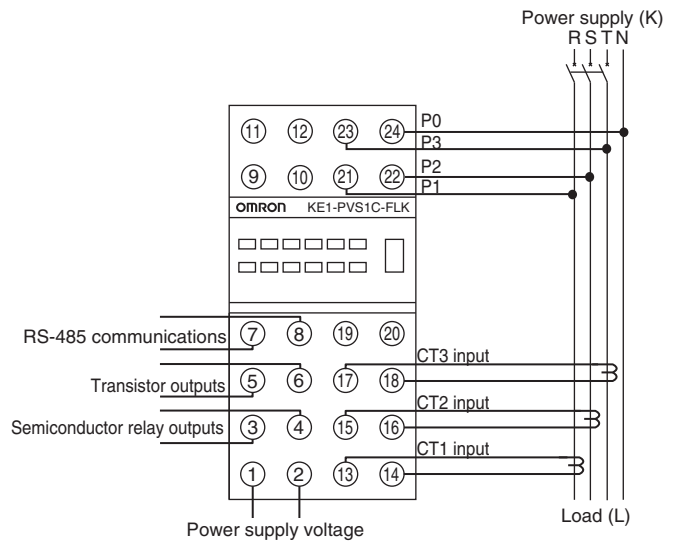 Power supply (K)
R S T N
11 12 23 24 P0
P3
9 10 21 22 P2
P1
OMRON KE1-PVS1C-FLK
RS-485 communications 7 8 19 20
CT3 input
Transistor outputs 5 6 17 18
CT2 input
Semiconductor relay outputs 3 4 15 16
CT1 input
1 2 13 14
Load (L)
Power supply voltage